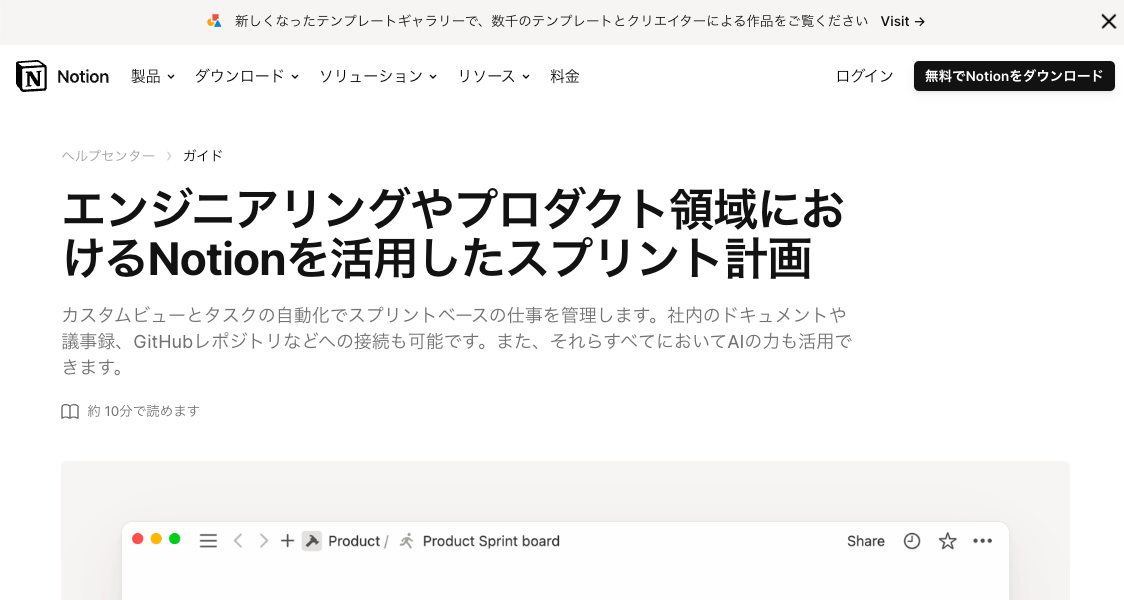 新しくなったテンプレートギャラリーで、数千のテンプレートとクリエイターによる作品をご覧ください Visit →
Notion 製品 ダウンロード ソリューション リソース 料金 ログイン 無料でNotionをダウンロード
ヘルプセンター › ガイド
エンジニアリングやプロダクト領域にお
けるNotionを活用したスプリント計画
カスタムビューとタスクの自動化でスプリントベースの仕事を管理します。社内のドキュメントや
議事録、GitHubレポジトリなどへの接続も可能です。また、それらすべてにおいてAIの力も活用で
きます。
約 10分で読めます
Product / Product Sprint board Share